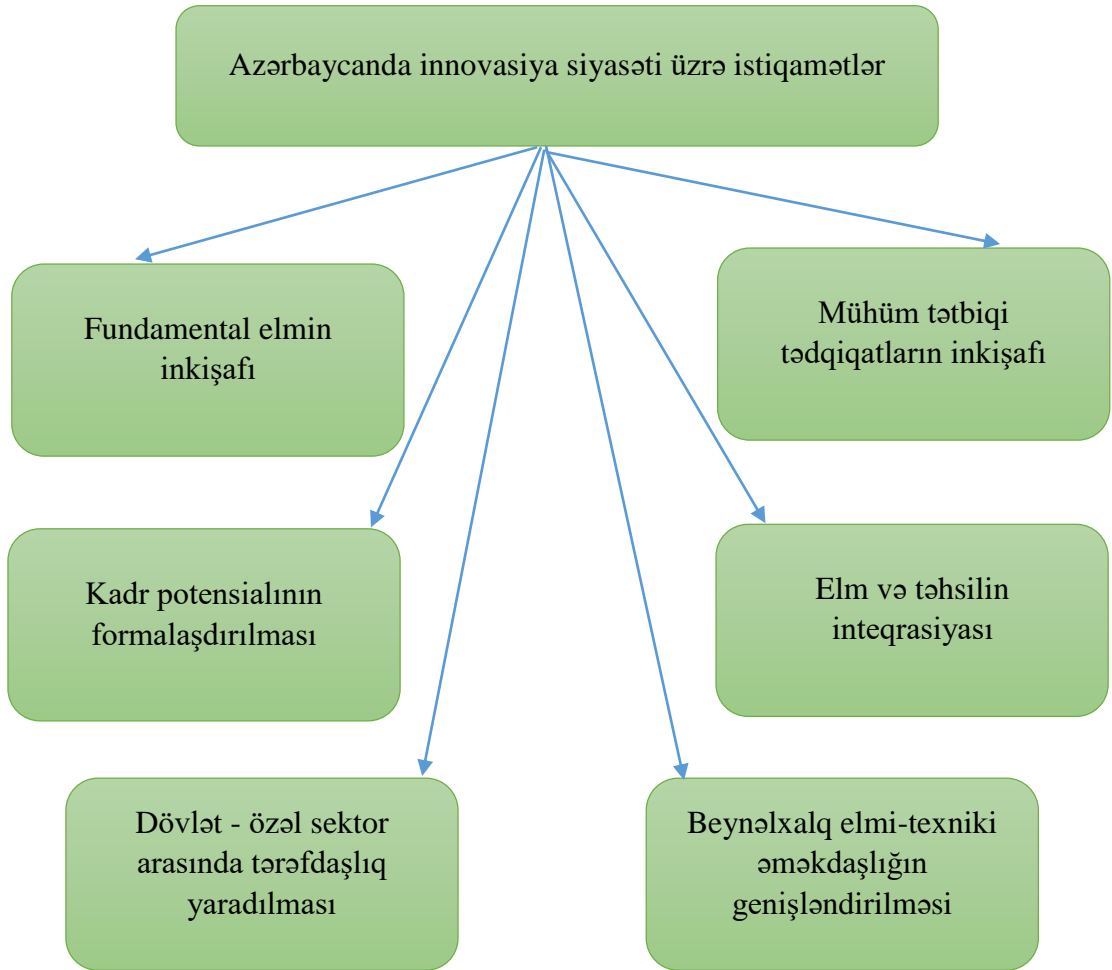 Azərbaycanda innovasiya siyasəti üzrə istiqamətlər
Fundamental elmin
inkişafı
Mühüm tətbiqi
tədqiqatların inkişafı
Kadr potensialının
formalaşdırılması
Elm və təhsilin
inteqrasiyası
Dövlət - özəl sektor
arasında tərəfdaşlıq
yaradılması
Beynəlxalq elmi-texniki
əməkdaşlığın
genişləndirilməsi